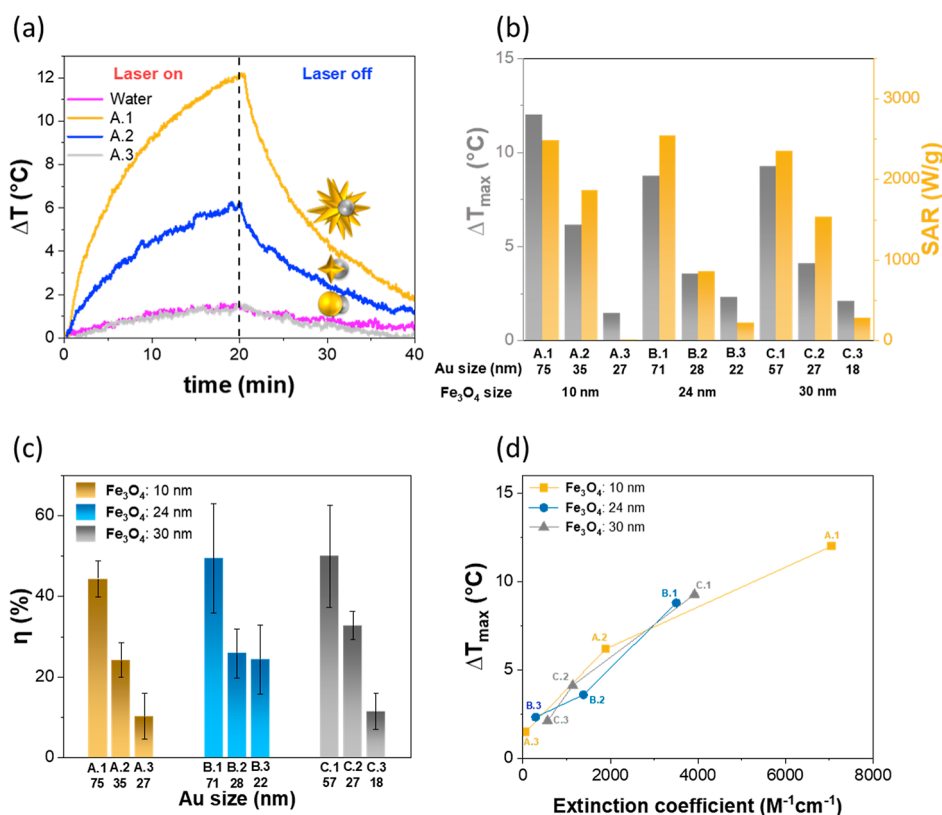 (a)
Laser on
Laser off
Water
A.1
A.2
A.3
12
10
8
6
4
2
0
ΔT (°C)
0 10 20 30 40
time (min)
(b)
15
10
5
0
ΔTmax (°C)
3000
2000
1000
0
SAR (W/g)
A.1 A.2 A.3 B.1 B.2 B.3 C.1 C.2 C.3
Au size (nm) 75 35 27 71 28 22 57 27 18
Fe₃O₄ size 10 nm 24 nm 30 nm
(c)
Fe₃O₄: 10 nm
Fe₃O₄: 24 nm
Fe₃O₄: 30 nm
60
40
20
0
η (%)
A.1 A.2 A.3 B.1 B.2 B.3 C.1 C.2 C.3
75 35 27 71 28 22 57 27 18
Au size (nm)
(d)
Fe₃O₄: 10 nm
Fe₃O₄: 24 nm
Fe₃O₄: 30 nm
15
10
5
0
ΔTmax (°C)
A.1
B.1
C.1
A.2
C.2
B.2
B.3
C.3
A.3
0 2000 4000 6000 8000
Extinction coefficient (M⁻¹cm⁻¹)